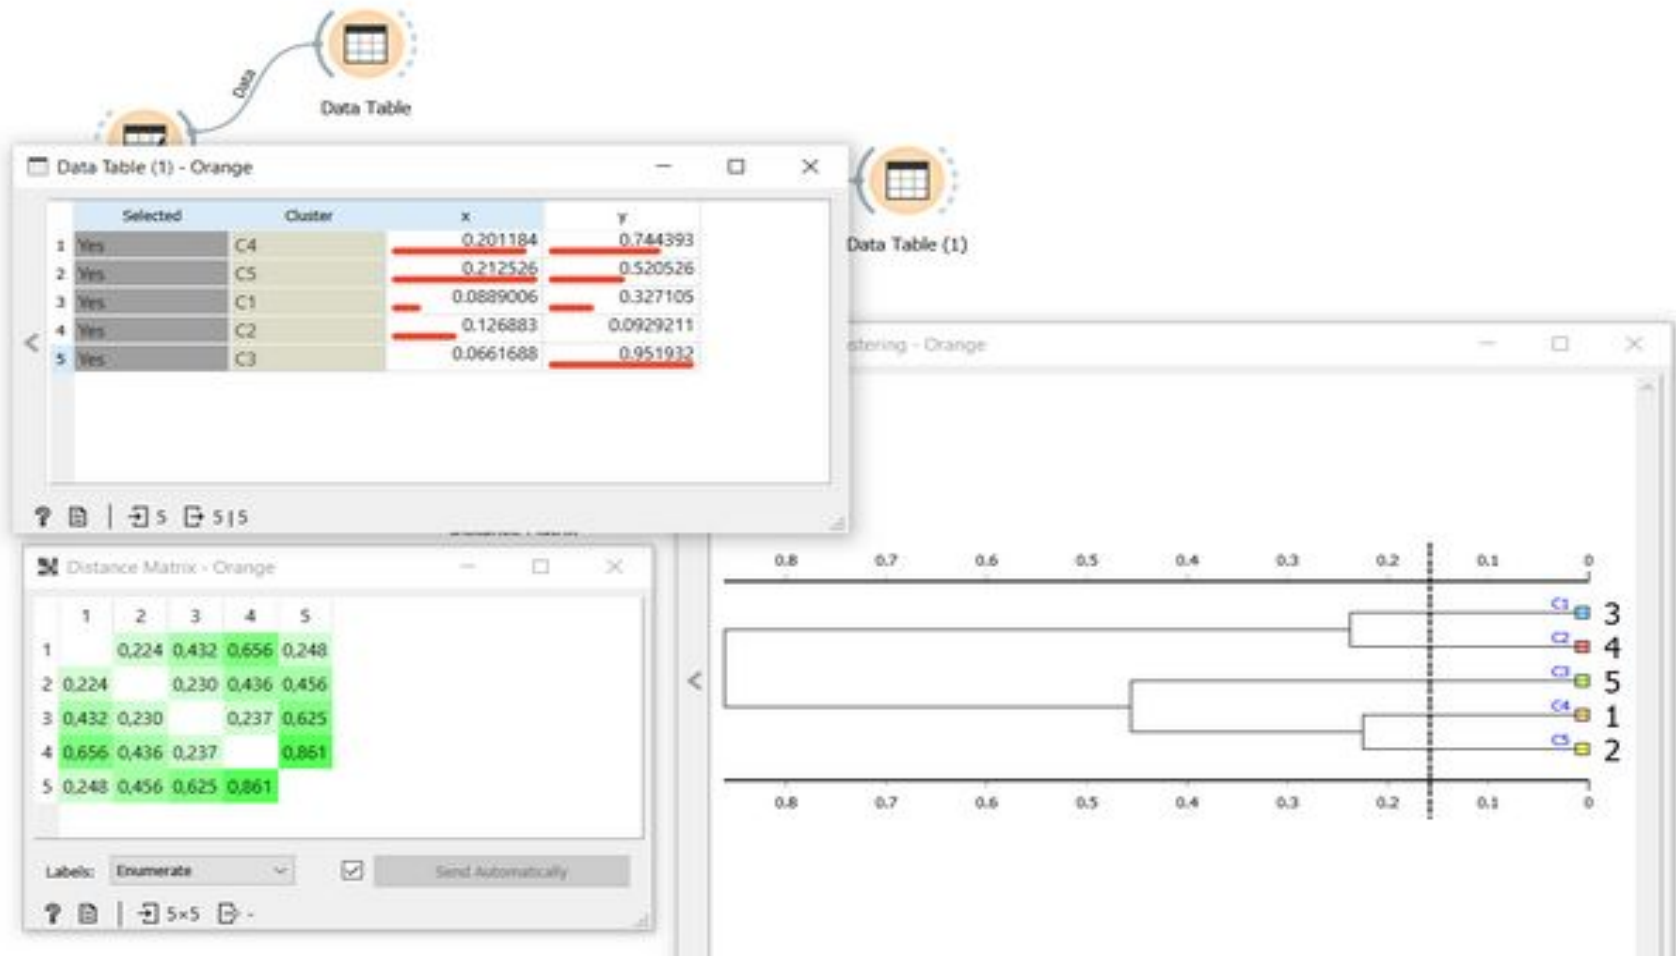 Data
Data Table
Data Table (1) - Orange
Selected Cluster x y
1 Yes C4 0.201184 0.744393
2 Yes C5 0.212526 0.520526
3 Yes C1 0.0889006 0.327105
4 Yes C2 0.126883 0.0929211
5 Yes C3 0.0661688 0.951932
? 5 5|5
Data Table (1)
stering - Orange
Distance Matrix - Orange
1 2 3 4 5
1 0,224 0,432 0,656 0,248
2 0,224 0,230 0,436 0,456
3 0,432 0,230 0,237 0,625
4 0,656 0,436 0,237 0,861
5 0,248 0,456 0,625 0,861
Labels: Enumerate Send Automatically
? 5×5 -
0.8 0.7 0.6 0.5 0.4 0.3 0.2 0.1 0
C1 3
C2 4
C3 5
C4 1
C5 2
0.8 0.7 0.6 0.5 0.4 0.3 0.2 0.1 0